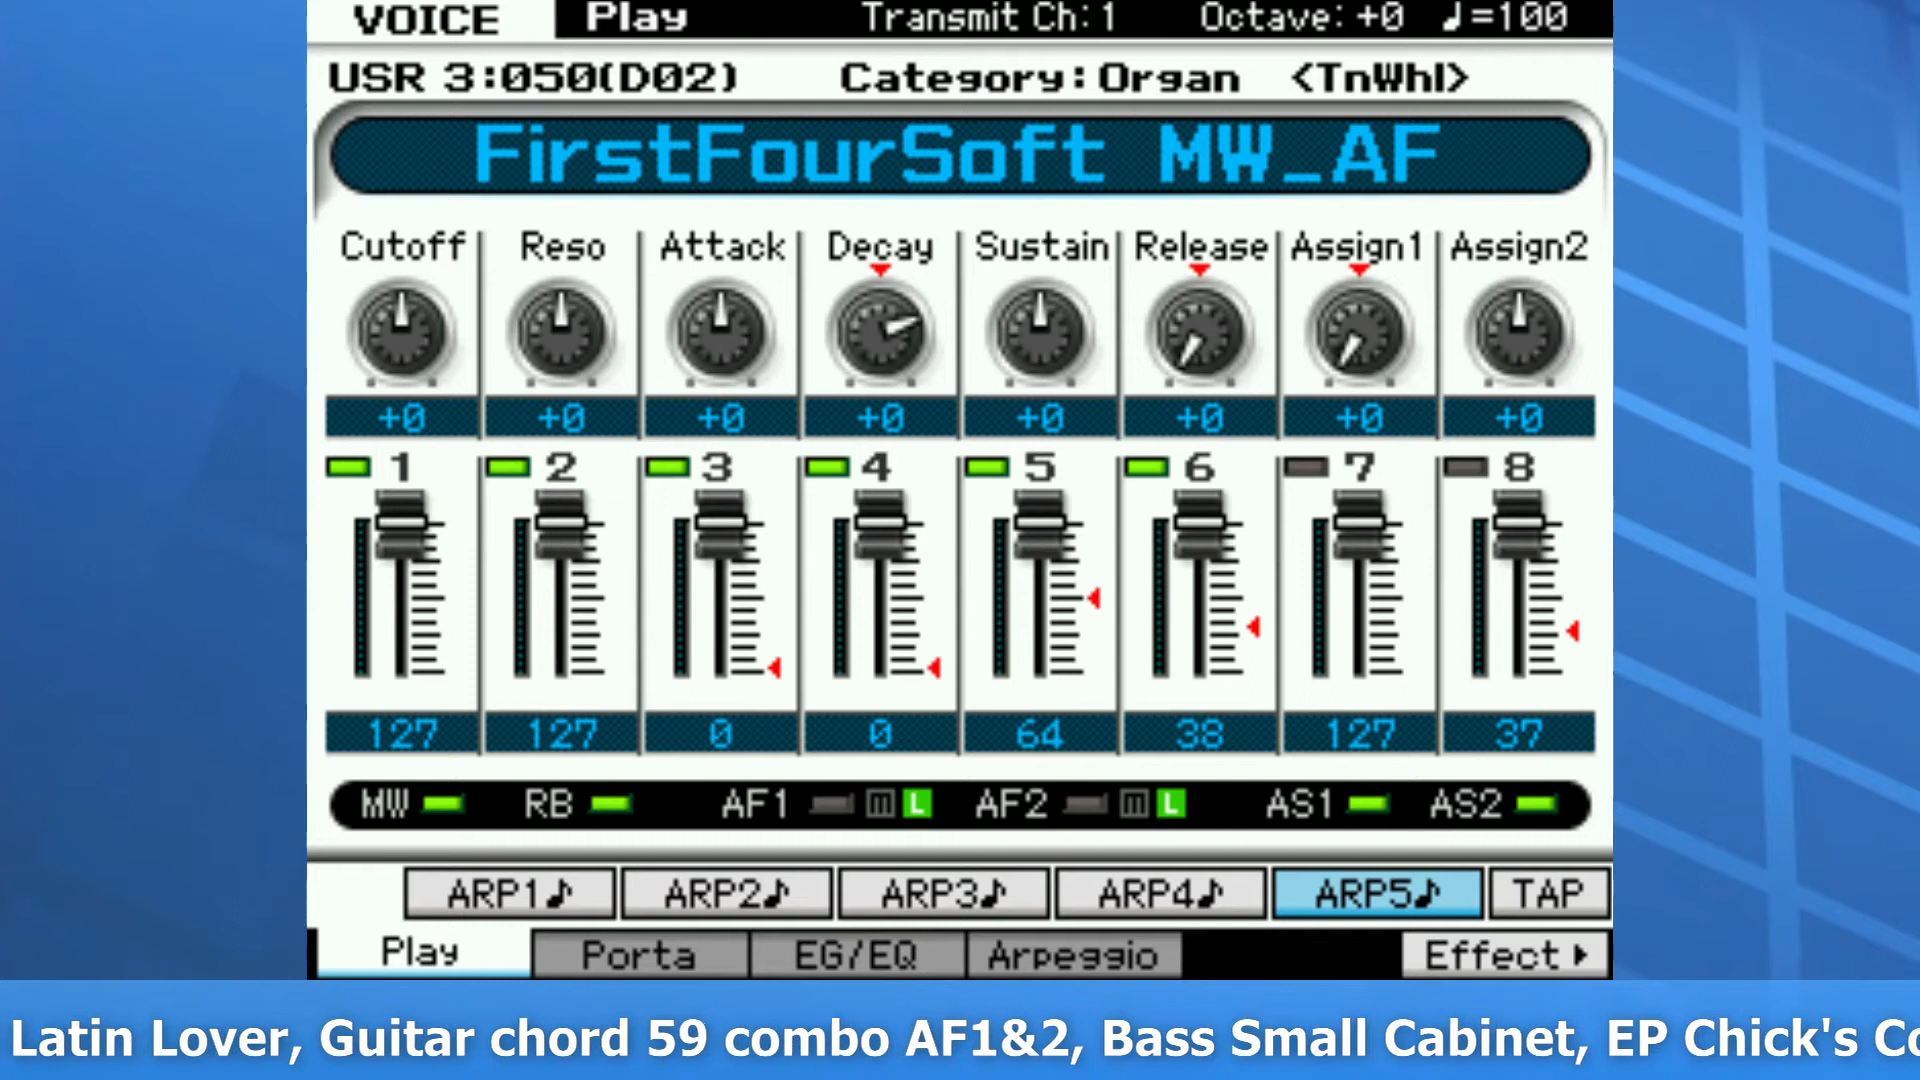 VOICE Play Transmit Ch:1 Octave:+0 ♩=100
USR 3:050(D02) Category:Organ <TnWhl>
FirstFourSoft MW_AF
Cutoff Reso Attack Decay Sustain Release Assign1 Assign2
+0 +0 +0 +0 +0 +0 +0 +0
1 2 3 4 5 6 7 8
127 127 0 0 64 38 127 37
MW RB AF1 m L AF2 m L AS1 AS2
ARP1♪ ARP2♪ ARP3♪ ARP4♪ ARP5♪ TAP
Play Porta EG/EQ Arpeggio Effect
Latin Lover, Guitar chord 59 combo AF1&2, Bass Small Cabinet, EP Chick's